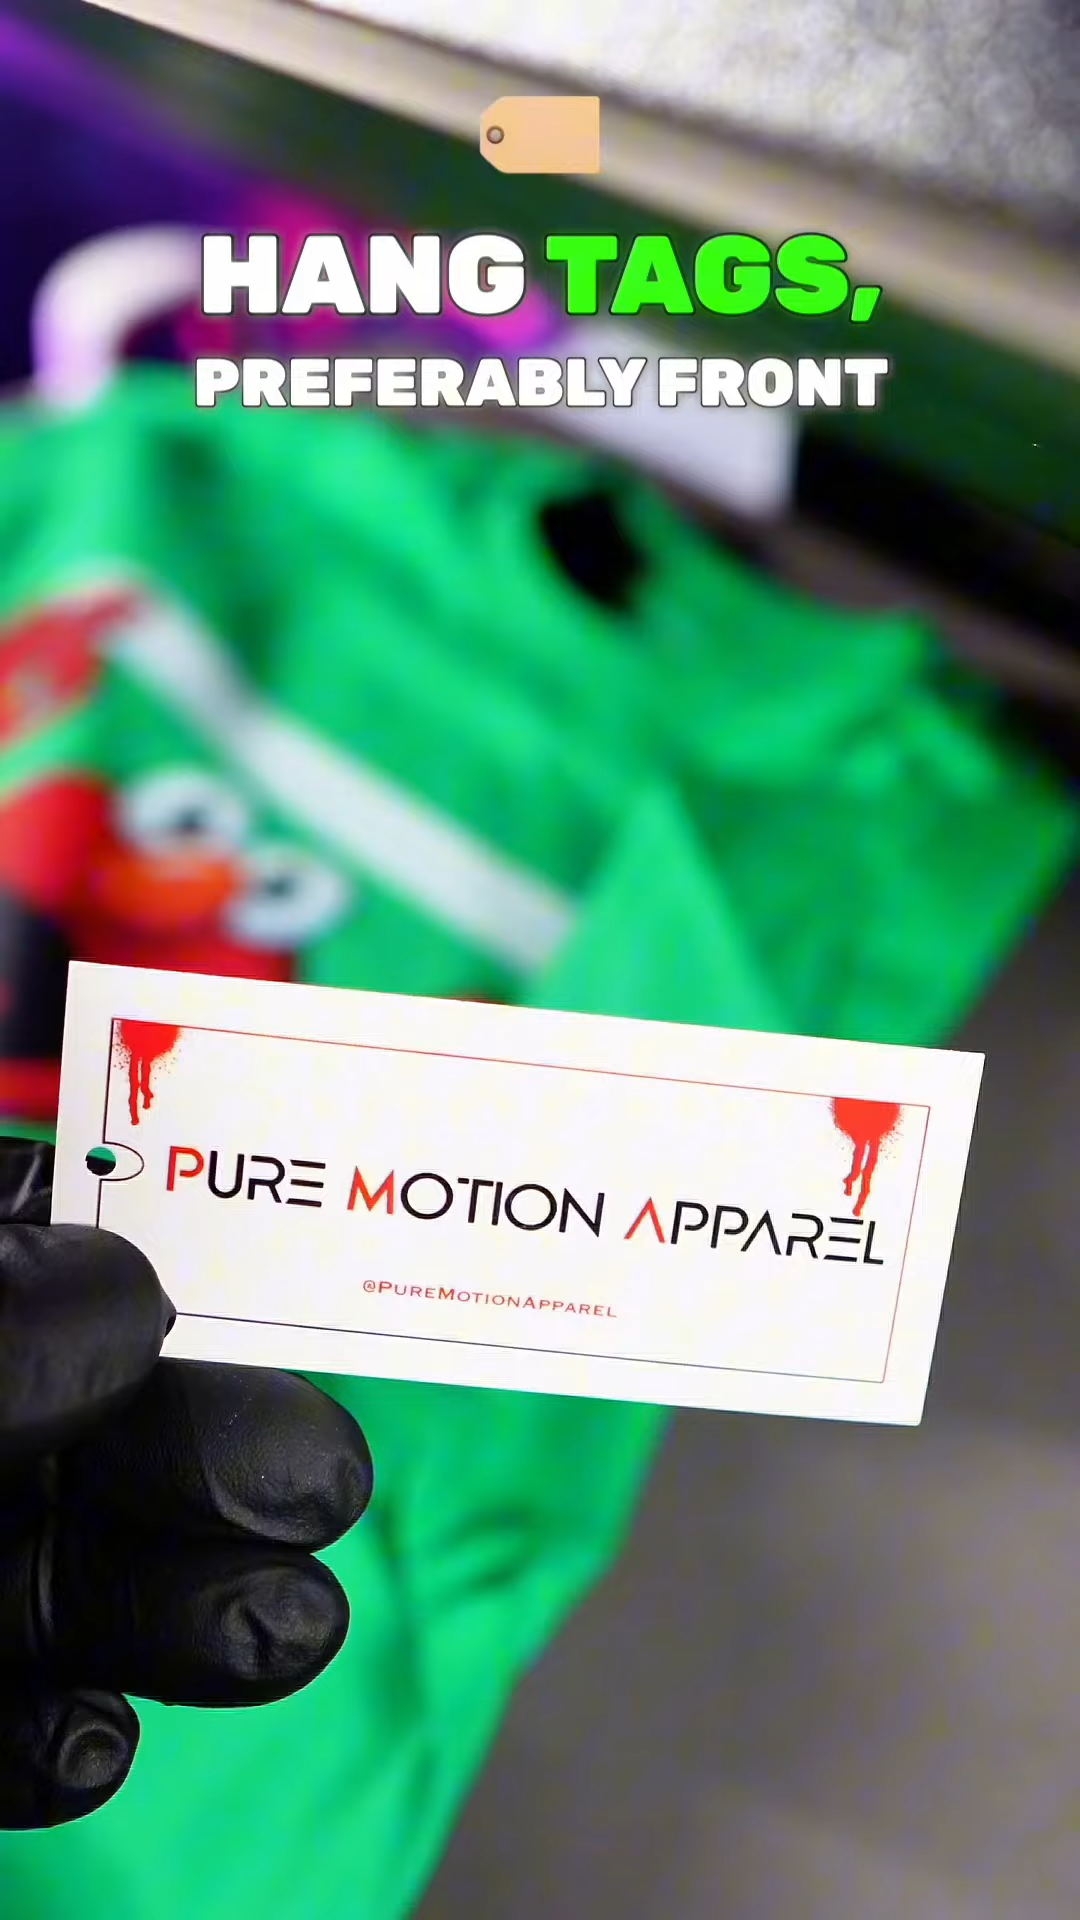 HANG TAGS,
PREFERABLY FRONT
PURE MOTION APPAREL
@PUREMOTIONAPPAREL